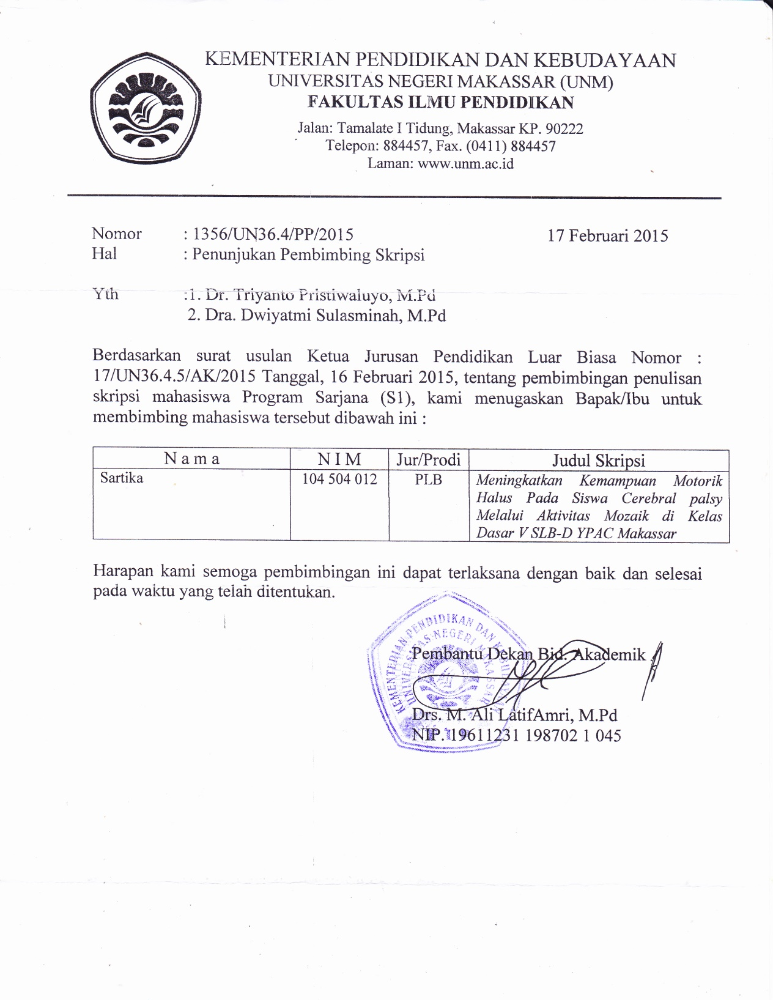 KEMENTERIAN PENDIDIKAN DAN KEBUDAYAAN
UNIVERSITAS NEGERI MAKASSAR (UNM)
FAKULTAS ILMU PENDIDIKAN
Jalan: Tamalate I Tidung, Makassar KP. 90222
Telepon: 884457, Fax. (0411) 884457
Laman: www.unm.ac.id
Nomor : 1356/UN36.4/PP/2015 17 Februari 2015
Hal : Penunjukan Pembimbing Skripsi
Yth :1. Dr. Triyanto Pristiwaluyo, M.Pd
2. Dra. Dwiyatmi Sulasminah, M.Pd
Berdasarkan surat usulan Ketua Jurusan Pendidikan Luar Biasa Nomor :
17/UN36.4.5/AK/2015 Tanggal, 16 Februari 2015, tentang pembimbingan penulisan
skripsi mahasiswa Program Sarjana (S1), kami menugaskan Bapak/Ibu untuk
membimbing mahasiswa tersebut dibawah ini :
N a m a N I M Jur/Prodi Judul Skripsi
Sartika 104 504 012 PLB Meningkatkan Kemampuan Motorik
Halus Pada Siswa Cerebral palsy
Melalui Aktivitas Mozaik di Kelas
Dasar V SLB-D YPAC Makassar
Harapan kami semoga pembimbingan ini dapat terlaksana dengan baik dan selesai
pada waktu yang telah ditentukan.
KEMENTERIAN PENDIDIKAN DAN KEBUDAYAAN
UNIVERSITAS NEGERI MAKASSAR
Pembantu Dekan Bid. Akademik
Drs. M. Ali LatifAmri, M.Pd
NIP. 19611231 198702 1 045